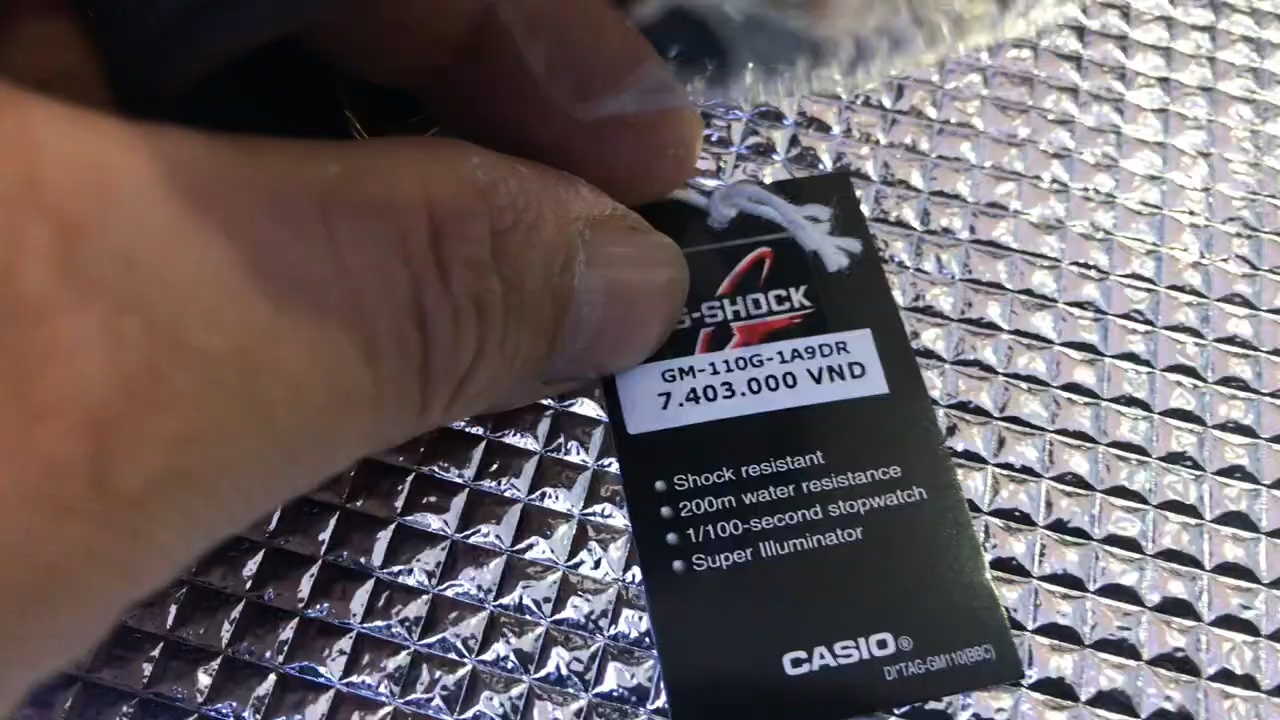 G-SHOCK
GM-110G-1A9DR
7.403.000 VND
Shock resistant
200m water resistance
1/100-second stopwatch
Super Illuminator
CASIO®
DI*TAG-GM110(BBC)